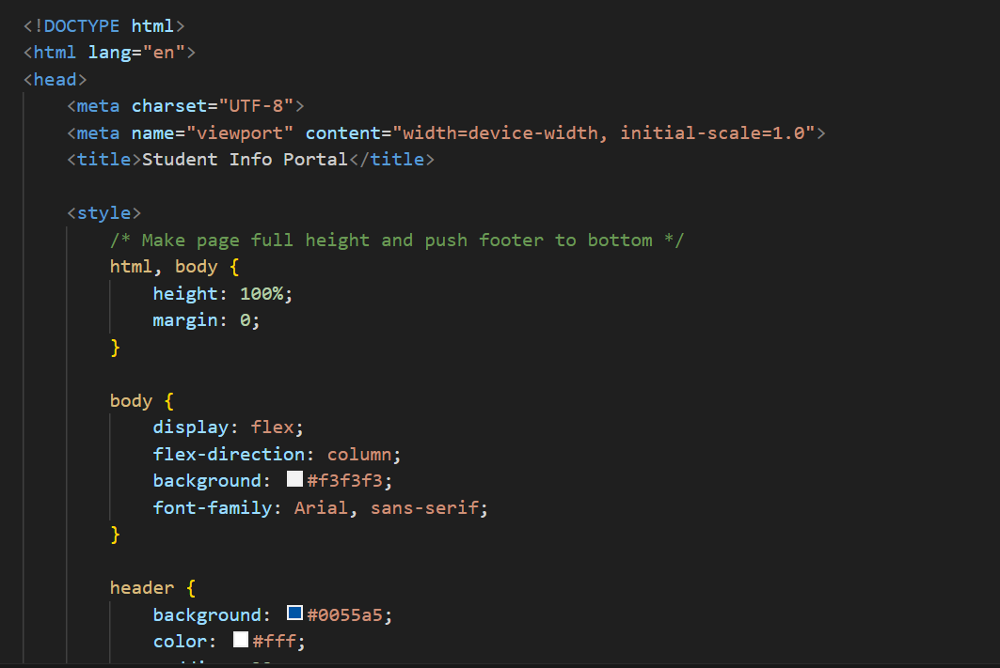 <!DOCTYPE html>
<html lang="en">
<head>
    <meta charset="UTF-8">
    <meta name="viewport" content="width=device-width, initial-scale=1.0">
    <title>Student Info Portal</title>

    <style>
        /* Make page full height and push footer to bottom */
        html, body {
            height: 100%;
            margin: 0;
        }

        body {
            display: flex;
            flex-direction: column;
            background: #f3f3f3;
            font-family: Arial, sans-serif;
        }

        header {
            background: #0055a5;
            color: #fff;